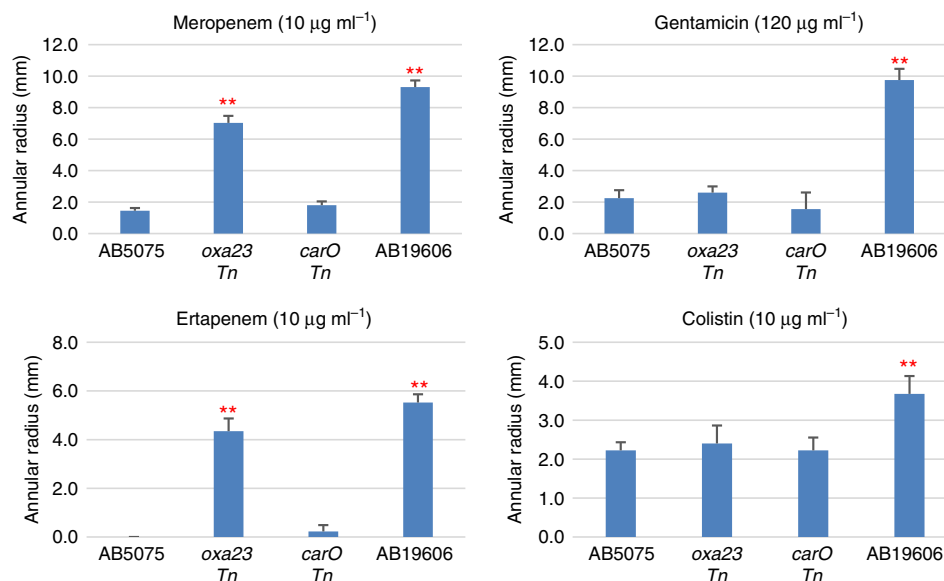 Meropenem (10 µg ml⁻¹)
Annular radius (mm)
12.0
10.0
8.0
6.0
4.0
2.0
0.0
**
**
AB5075
oxa23
Tn
carO
Tn
AB19606
Gentamicin (120 µg ml⁻¹)
Annular radius (mm)
12.0
10.0
8.0
6.0
4.0
2.0
0.0
**
AB5075
oxa23
Tn
carO
Tn
AB19606
Ertapenem (10 µg ml⁻¹)
Annular radius (mm)
8.0
6.0
4.0
2.0
0.0
**
**
AB5075
oxa23
Tn
carO
Tn
AB19606
Colistin (10 µg ml⁻¹)
Annular radius (mm)
5.0
4.0
3.0
2.0
1.0
0.0
**
AB5075
oxa23
Tn
carO
Tn
AB19606